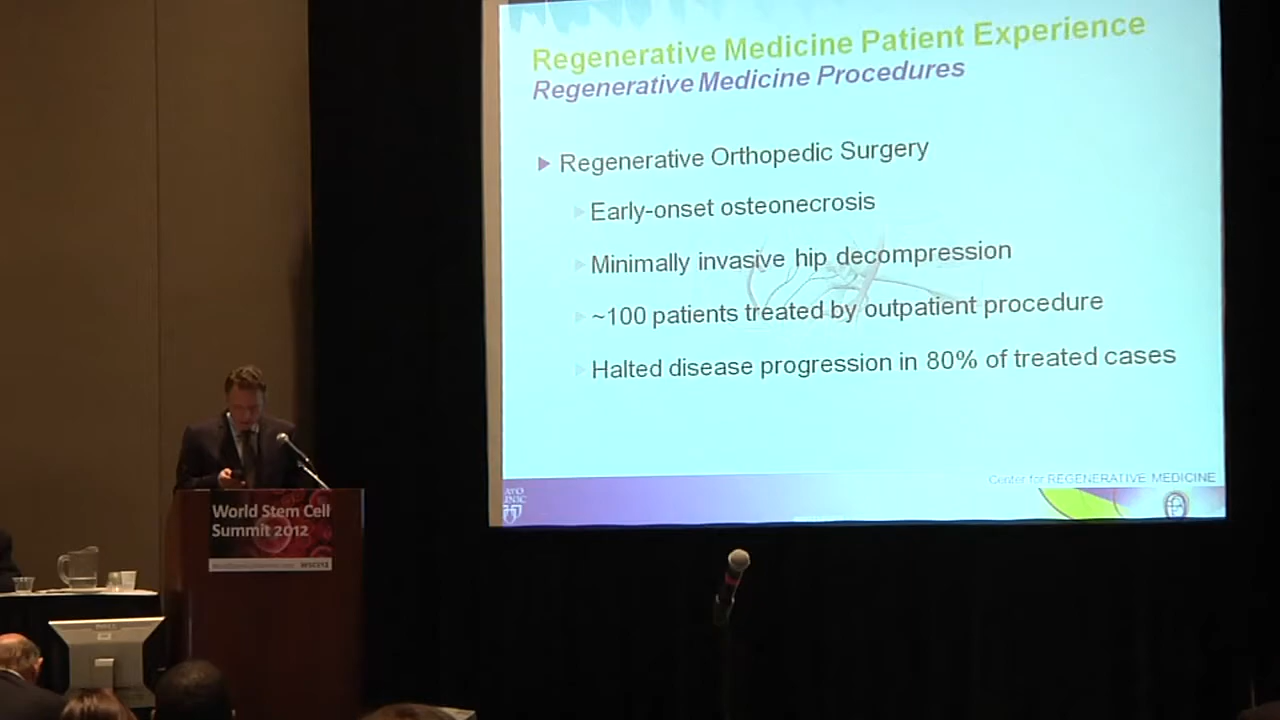 Regenerative Medicine Patient Experience
Regenerative Medicine Procedures
Regenerative Orthopedic Surgery
Early-onset osteonecrosis
Minimally invasive hip decompression
~100 patients treated by outpatient procedure
Halted disease progression in 80% of treated cases
Center for REGENERATIVE MEDICINE
World Stem Cell
Summit 2012